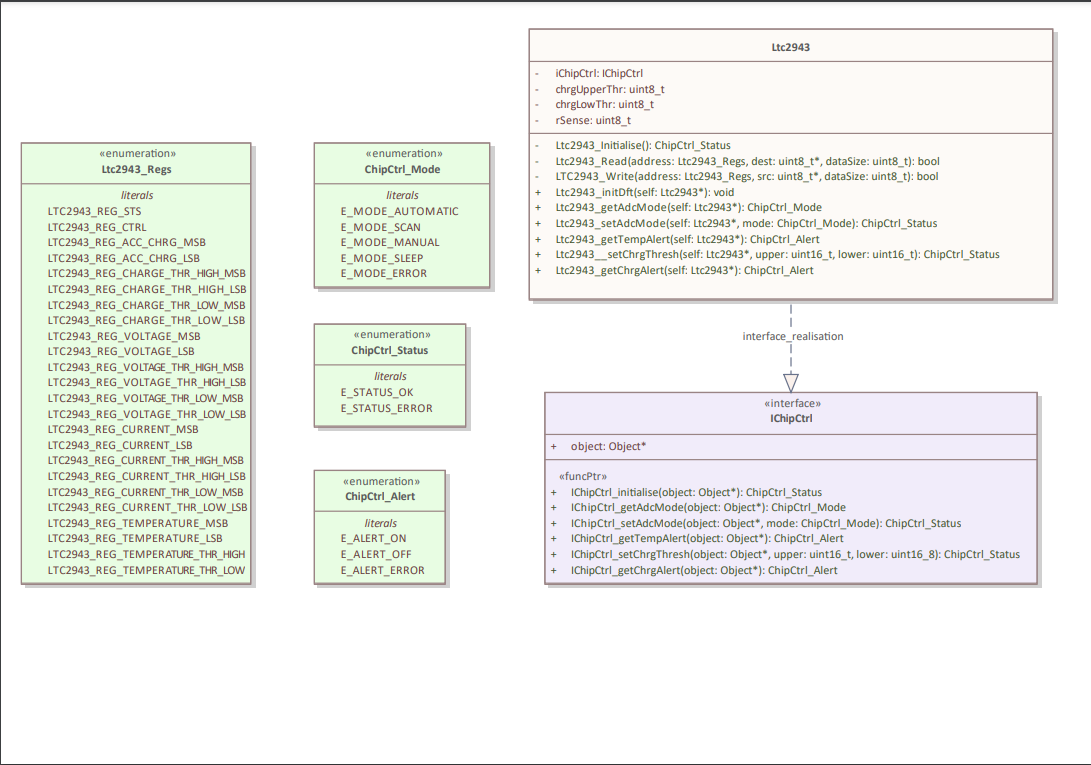 Ltc2943
- iChipCtrl: IChipCtrl
- chrgUpperThr: uint8_t
- chrgLowThr: uint8_t
- rSense: uint8_t
- Ltc2943_Initialise(): ChipCtrl_Status
- Ltc2943_Read(address: Ltc2943_Regs, dest: uint8_t*, dataSize: uint8_t): bool
- LTC2943_Write(address: Ltc2943_Regs, src: uint8_t*, dataSize: uint8_t): bool
+ Ltc2943_initDft(self: Ltc2943*): void
+ Ltc2943_getAdcMode(self: Ltc2943*): ChipCtrl_Mode
+ Ltc2943_setAdcMode(self: Ltc2943*, mode: ChipCtrl_Mode): ChipCtrl_Status
+ Ltc2943_getTempAlert(self: Ltc2943*): ChipCtrl_Alert
+ Ltc2943__setChrgThresh(self: Ltc2943*, upper: uint16_t, lower: uint16_t): ChipCtrl_Status
+ Ltc2943_getChrgAlert(self: Ltc2943*): ChipCtrl_Alert
«enumeration»
Ltc2943_Regs
literals
LTC2943_REG_STS
LTC2943_REG_CTRL
LTC2943_REG_ACC_CHRG_MSB
LTC2943_REG_ACC_CHRG_LSB
LTC2943_REG_CHARGE_THR_HIGH_MSB
LTC2943_REG_CHARGE_THR_HIGH_LSB
LTC2943_REG_CHARGE_THR_LOW_MSB
LTC2943_REG_CHARGE_THR_LOW_LSB
LTC2943_REG_VOLTAGE_MSB
LTC2943_REG_VOLTAGE_LSB
LTC2943_REG_VOLTAGE_THR_HIGH_MSB
LTC2943_REG_VOLTAGE_THR_HIGH_LSB
LTC2943_REG_VOLTAGE_THR_LOW_MSB
LTC2943_REG_VOLTAGE_THR_LOW_LSB
LTC2943_REG_CURRENT_MSB
LTC2943_REG_CURRENT_LSB
LTC2943_REG_CURRENT_THR_HIGH_MSB
LTC2943_REG_CURRENT_THR_HIGH_LSB
LTC2943_REG_CURRENT_THR_LOW_MSB
LTC2943_REG_CURRENT_THR_LOW_LSB
LTC2943_REG_TEMPERATURE_MSB
LTC2943_REG_TEMPERATURE_LSB
LTC2943_REG_TEMPERATURE_THR_HIGH
LTC2943_REG_TEMPERATURE_THR_LOW
«enumeration»
ChipCtrl_Mode
literals
E_MODE_AUTOMATIC
E_MODE_SCAN
E_MODE_MANUAL
E_MODE_SLEEP
E_MODE_ERROR
«enumeration»
ChipCtrl_Status
literals
E_STATUS_OK
E_STATUS_ERROR
«enumeration»
ChipCtrl_Alert
literals
E_ALERT_ON
E_ALERT_OFF
E_ALERT_ERROR
interface_realisation
«interface»
IChipCtrl
+ object: Object*
«funcPtr»
+ IChipCtrl_initialise(object: Object*): ChipCtrl_Status
+ IChipCtrl_getAdcMode(object: Object*): ChipCtrl_Mode
+ IChipCtrl_setAdcMode(object: Object*, mode: ChipCtrl_Mode): ChipCtrl_Status
+ IChipCtrl_getTempAlert(object: Object*): ChipCtrl_Alert
+ IChipCtrl_setChrgThresh(object: Object*, upper: uint16_t, lower: uint16_8): ChipCtrl_Status
+ IChipCtrl_getChrgAlert(object: Object*): ChipCtrl_Alert